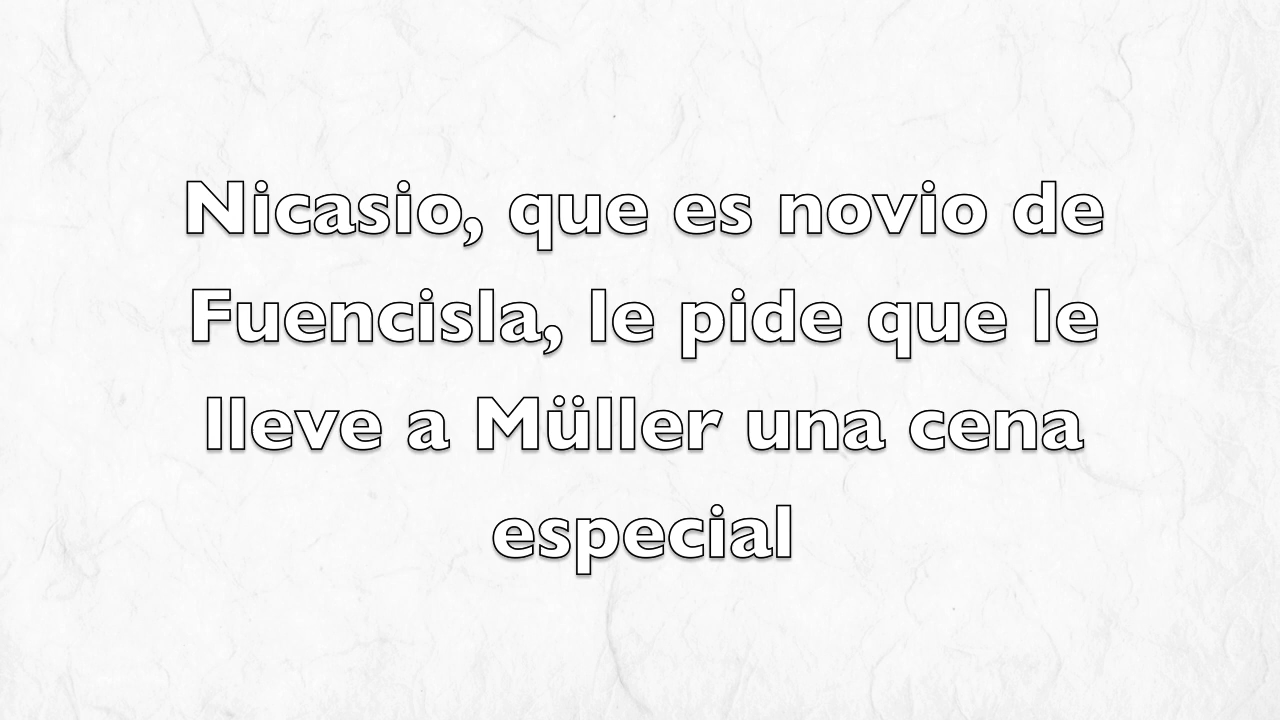 Nicasio, que es novio de
Fuencisla, le pide que le
lleve a Müller una cena
especial